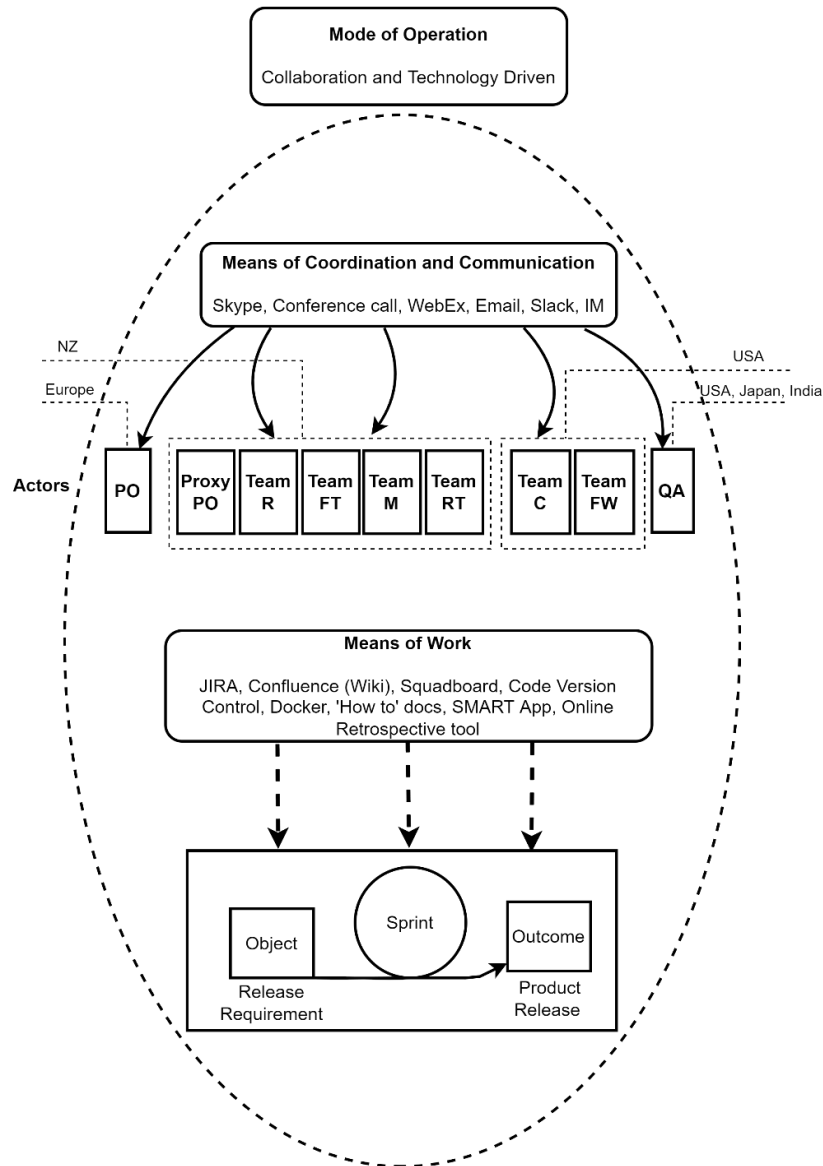 Mode of Operation
Collaboration and Technology Driven
Means of Coordination and Communication
Skype, Conference call, WebEx, Email, Slack, IM
NZ
USA
Europe
USA, Japan, India
Actors
PO
Proxy
PO
Team
R
Team
FT
Team
M
Team
RT
Team
C
Team
FW
QA
Means of Work
JIRA, Confluence (Wiki), Squadboard, Code Version
Control, Docker, 'How to' docs, SMART App, Online
Retrospective tool
Object
Sprint
Outcome
Release
Requirement
Product
Release